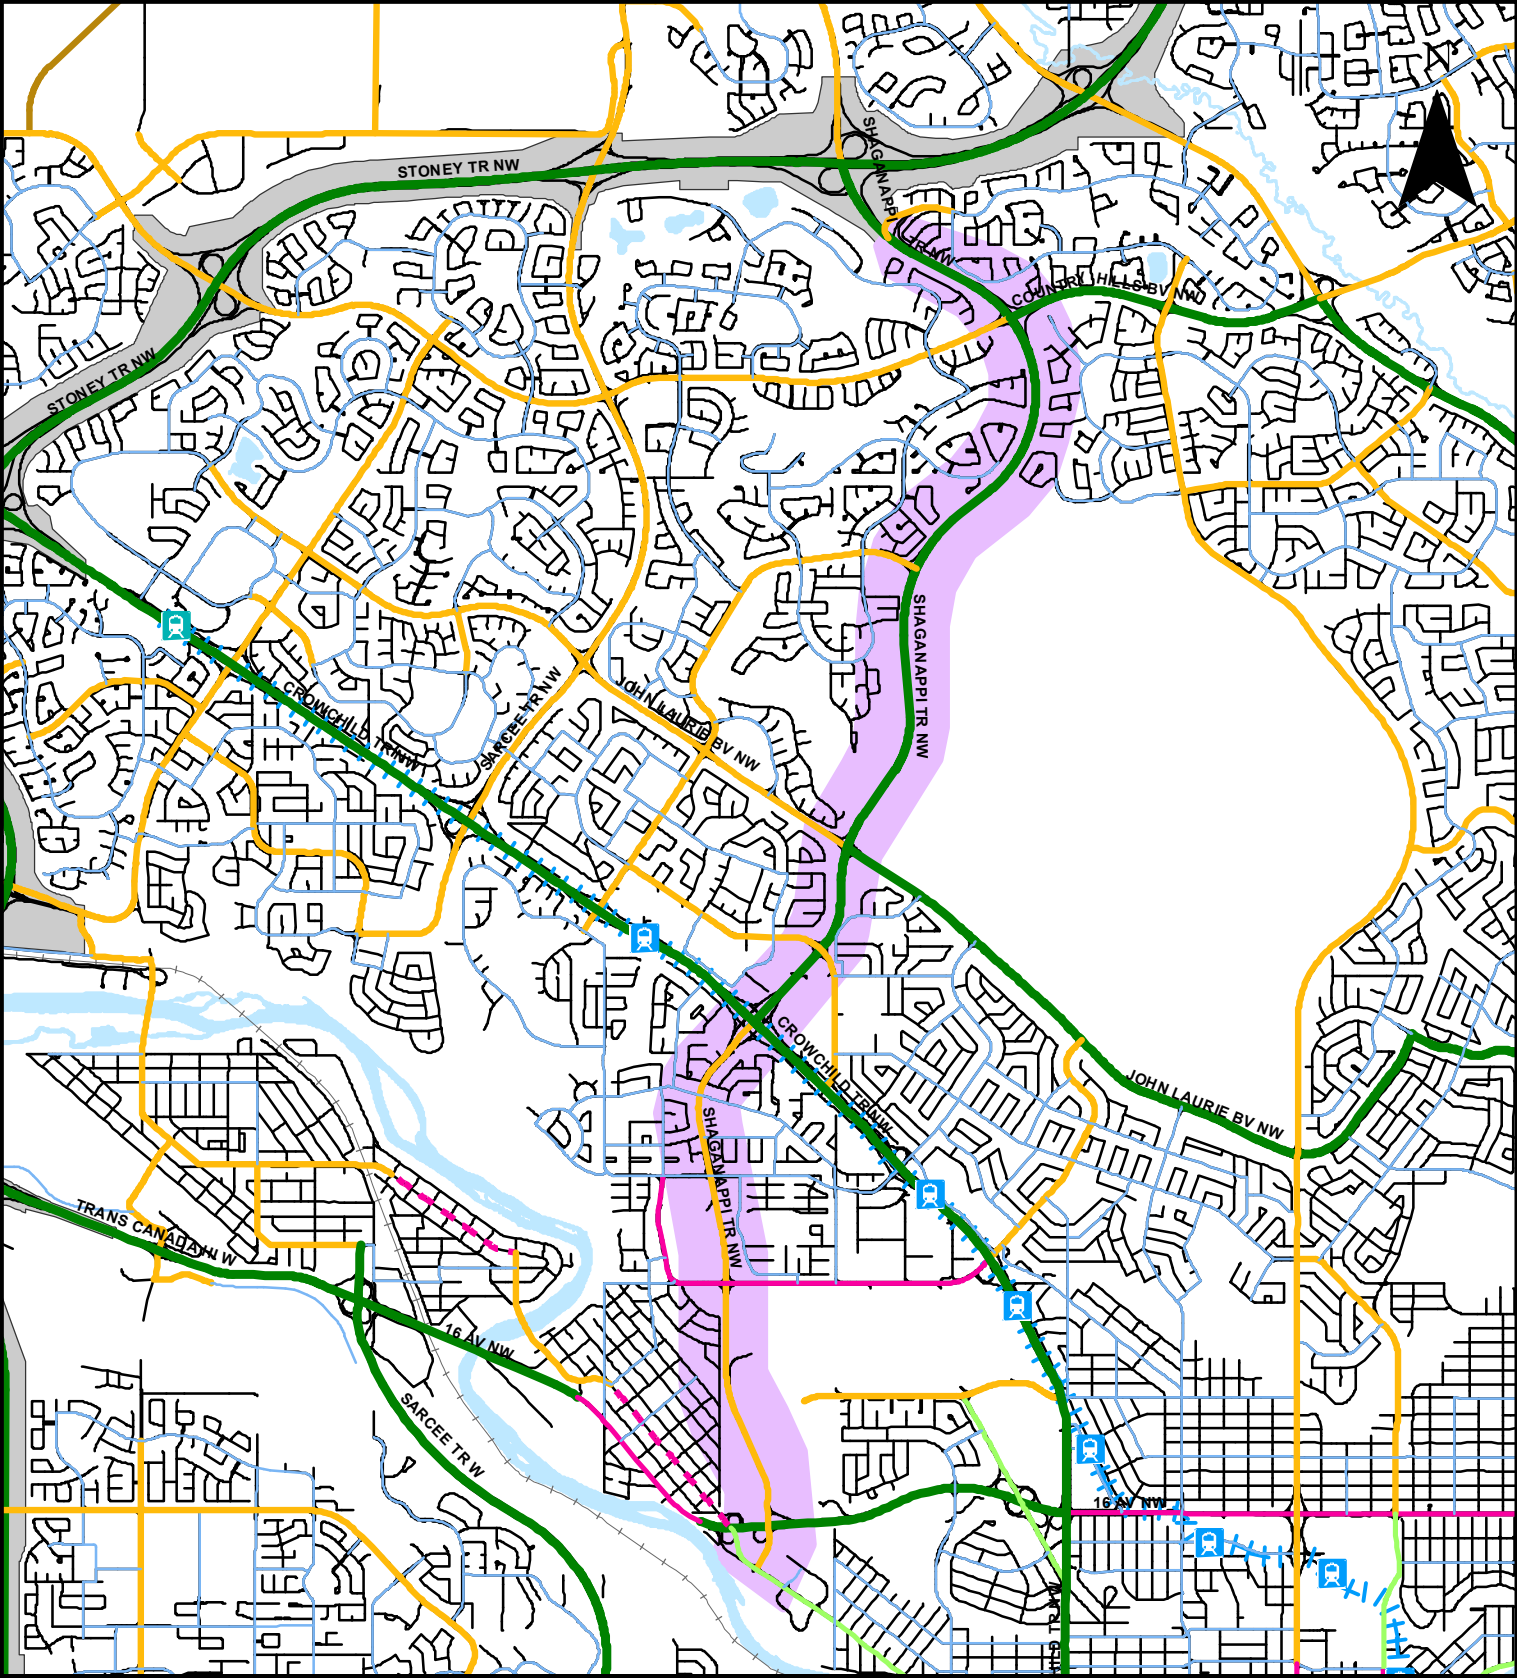 SHAGANAPPI TR NW
STONEY TR NW
COUNTRY HILLS BV NW
STONEY TR NW
SHAGANAPPI TR NW
JOHN LAURIE BV NW
SARCEE TR NW
CROWCHILD TR NW
CROWCHILD TR NW
JOHN LAURIE BV NW
SHAGANAPPI TR NW
TRANS CANADA HI W
16 AV NW
SARCEE TR W
16 AV NW